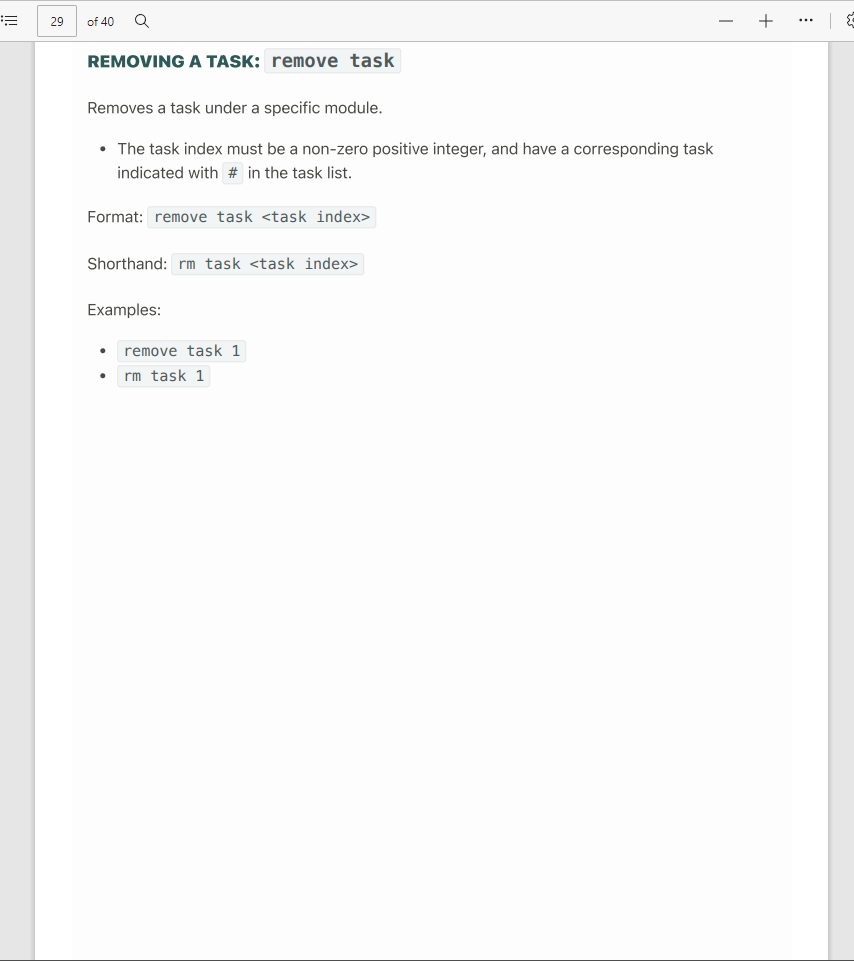 29 of 40
REMOVING A TASK: remove task
Removes a task under a specific module.
• The task index must be a non-zero positive integer, and have a corresponding task
indicated with # in the task list.
Format: remove task <task index>
Shorthand: rm task <task index>
Examples:
• remove task 1
• rm task 1